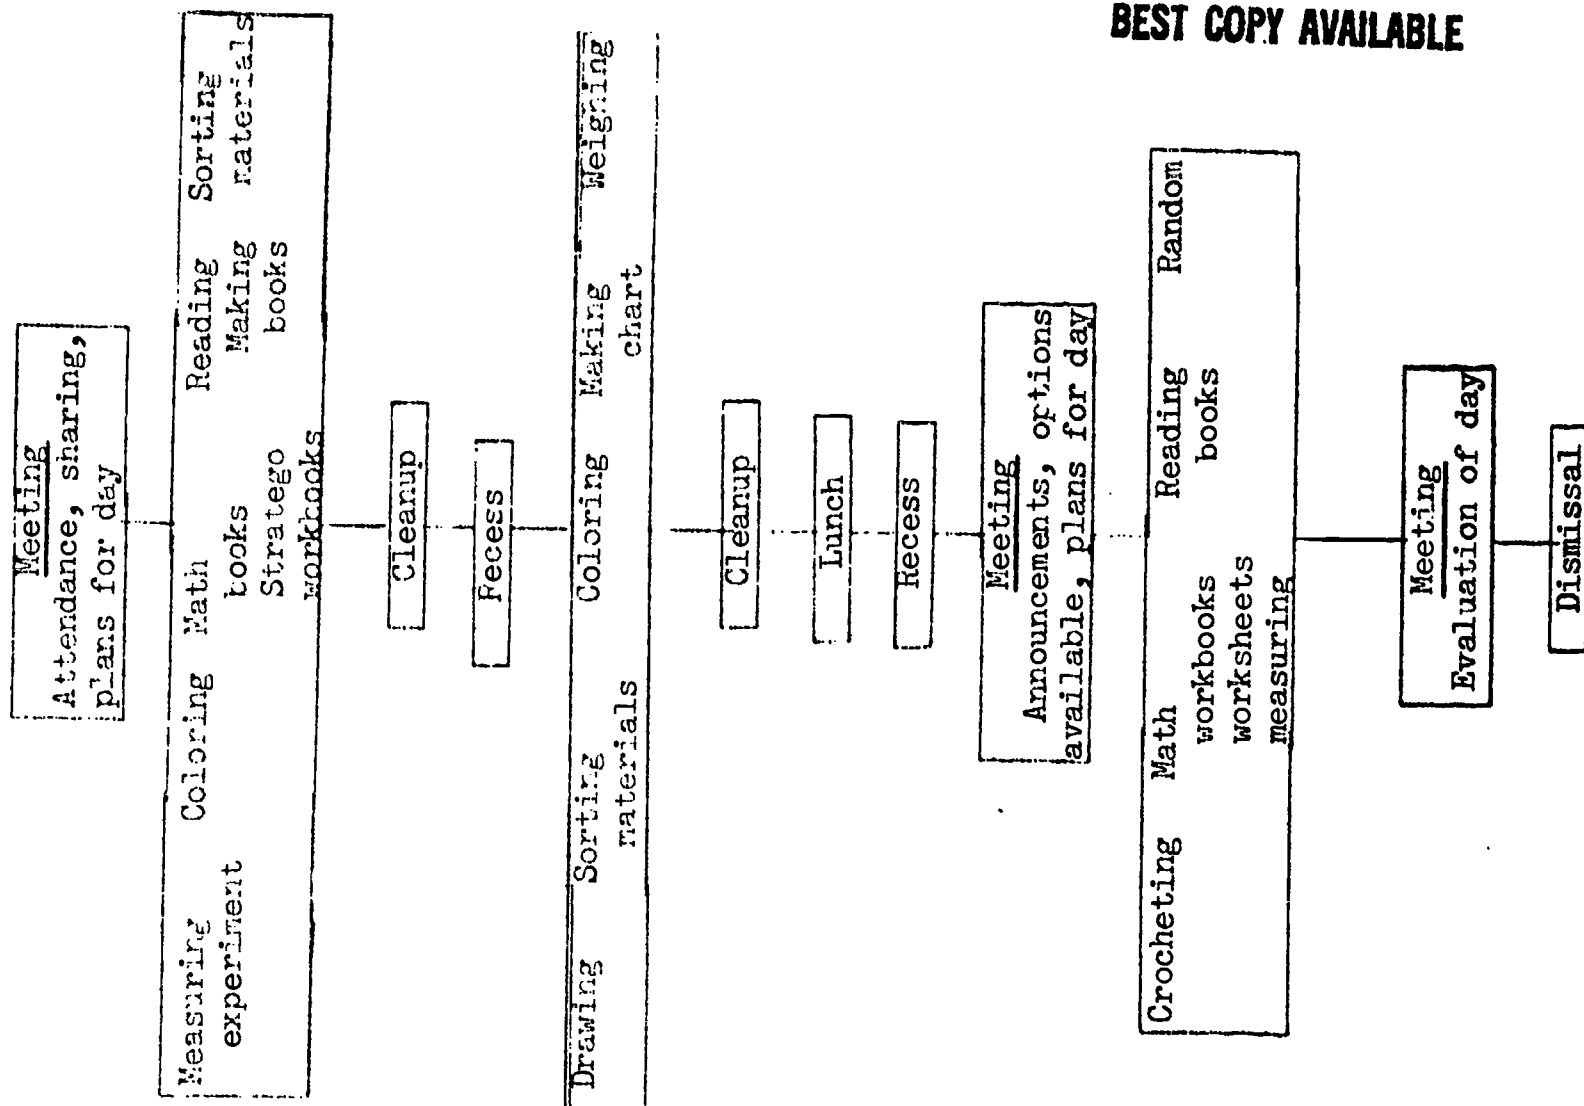 BEST COPY AVAILABLE
Meeting
Attendance, sharing,
plans for day
Measuring Coloring Math Reading Sorting
experiment books Making materials
Stratego books
workbooks
Cleanup
Recess
Drawing Sorting Coloring Making Weighing
materials chart
Cleanup
Lunch
Recess
Meeting
Announcements, options
available, plans for day
Crocheting Math Reading Random
workbooks books
worksheets
measuring
Meeting
Evaluation of day
Dismissal